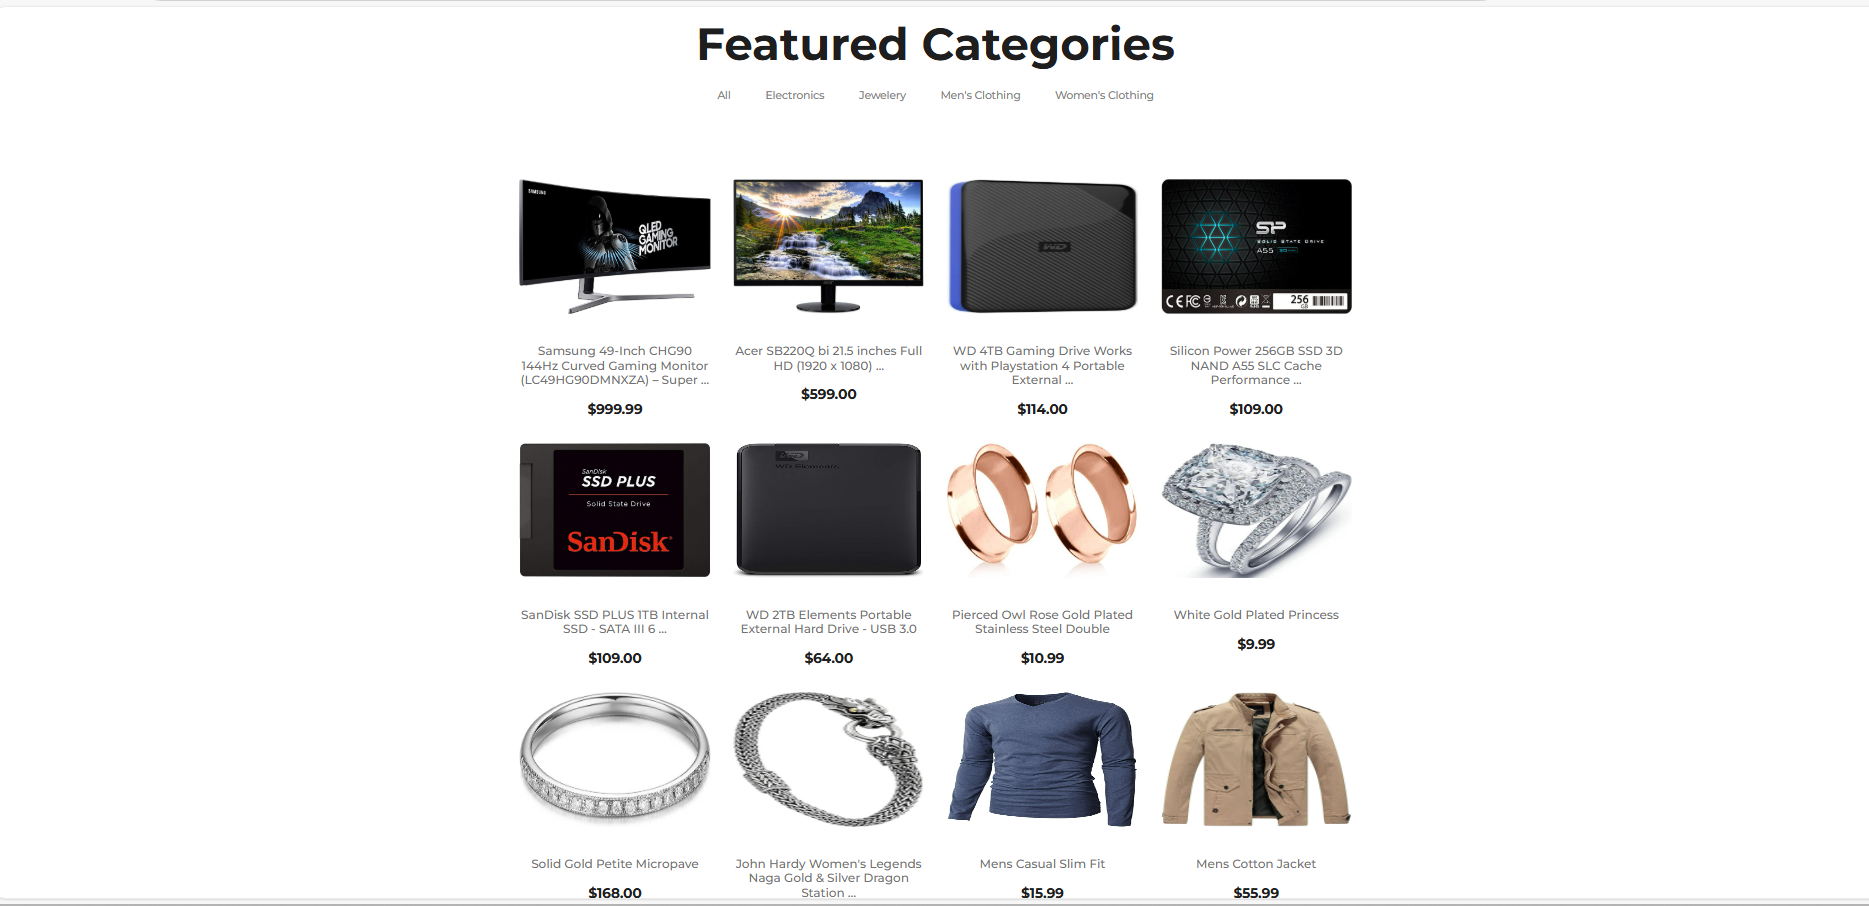 Featured Categories
All Electronics Jewelery Men's Clothing Women's Clothing
SAMSUNG
QLED
GAMING
MONITOR
WD
SP
SOLID STATE DRIVE
A55
256
GB
Samsung 49-Inch CHG90
144Hz Curved Gaming Monitor
(LC49HG90DMNXZA) – Super ...
$999.99
Acer SB220Q bi 21.5 inches Full
HD (1920 x 1080) ...
$599.00
WD 4TB Gaming Drive Works
with Playstation 4 Portable
External ...
$114.00
Silicon Power 256GB SSD 3D
NAND A55 SLC Cache
Performance ...
$109.00
SanDisk
SSD PLUS
Solid State Drive
SanDisk
WD Elements
SanDisk SSD PLUS 1TB Internal
SSD - SATA III 6 ...
$109.00
WD 2TB Elements Portable
External Hard Drive - USB 3.0
$64.00
Pierced Owl Rose Gold Plated
Stainless Steel Double
$10.99
White Gold Plated Princess
$9.99
Solid Gold Petite Micropave
$168.00
John Hardy Women's Legends
Naga Gold & Silver Dragon
Station ...
Mens Casual Slim Fit
$15.99
Mens Cotton Jacket
$55.99